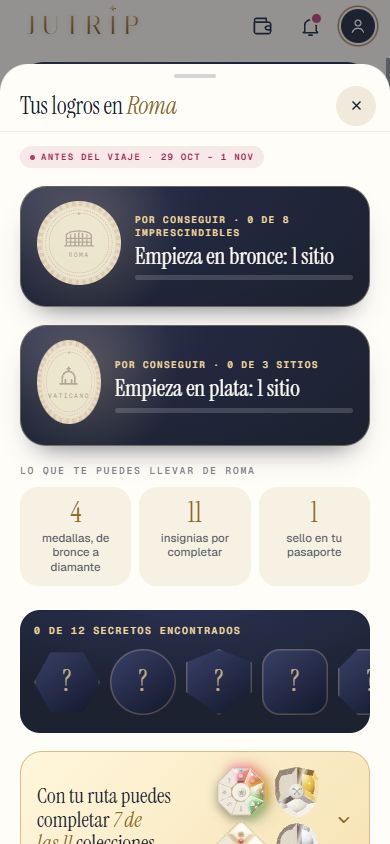 JUTRIP
Tus logros en Roma
×
ANTES DEL VIAJE · 29 OCT – 1 NOV
POR CONSEGUIR · 0 DE 8
IMPRESCINDIBLES
Empieza en bronce: 1 sitio
ROMA
POR CONSEGUIR · 0 DE 3 SITIOS
Empieza en plata: 1 sitio
VATICANO
LO QUE TE PUEDES LLEVAR DE ROMA
4
medallas, de
bronce a
diamante
11
insignias por
completar
1
sello en tu
pasaporte
0 DE 12 SECRETOS ENCONTRADOS
? ? ? ? ?
Con tu ruta puedes
completar 7 de
las 11 colecciones